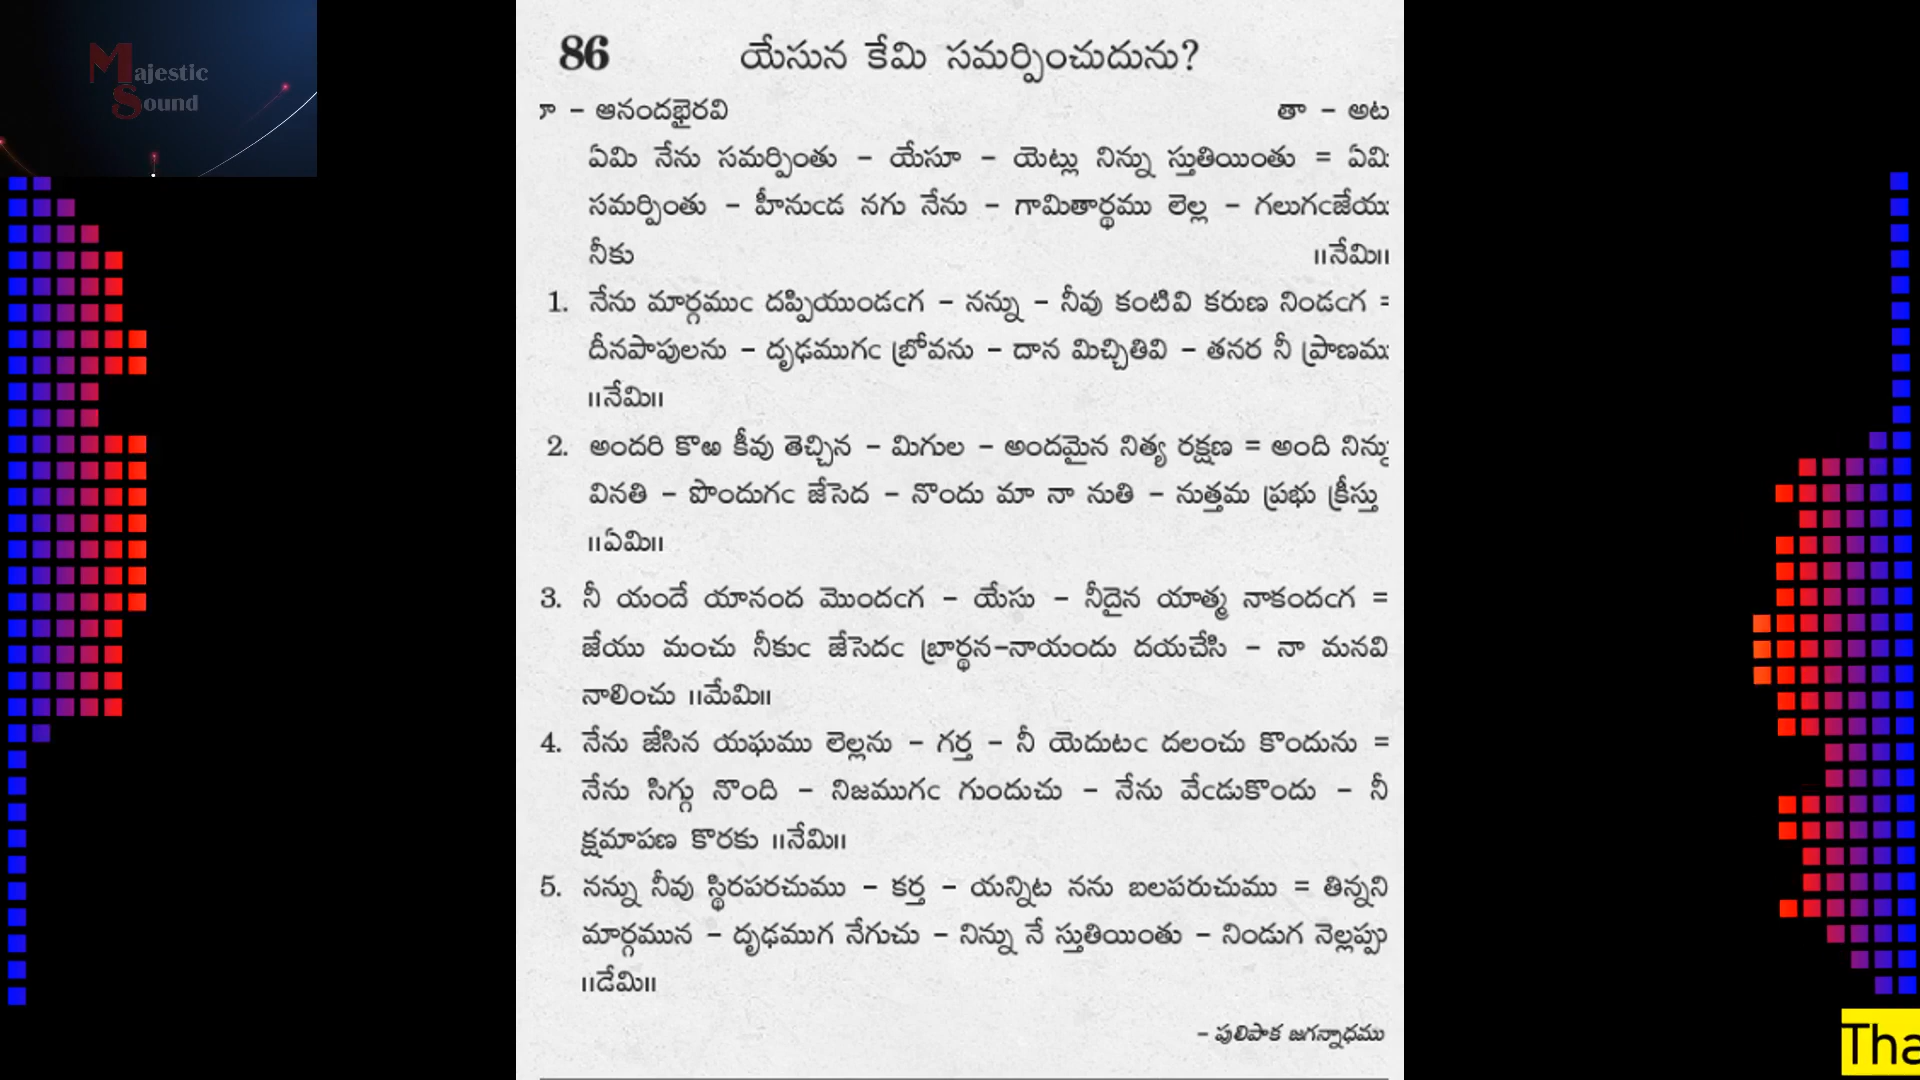 Majestic
Sound
86 యేసున కేమి సమర్పించుదును?
రా - ఆనందభైరవి తా - అట
ఏమి నేను సమర్పింతు - యేసూ - యెట్లు నిన్ను స్తుతియింతు = ఏమి
సమర్పింతు - హీనుఁడ నగు నేను - గామితార్థము లెల్ల - గలుగఁజేయు
నీకు ॥నేమి॥
1. నేను మార్గముఁ దప్పియుండఁగ - నన్ను - నీవు కంటివి కరుణ నిండఁగ =
దీనపాపులను - దృఢముగఁ బ్రోవను - దాన మిచ్చితివి - తనర నీ ప్రాణము
॥నేమి॥
2. అందరి కొఱ కీవు తెచ్చిన - మిగుల - అందమైన నిత్య రక్షణ = అంది నిన్ను
వినతి - పొందుగఁ జేసెద - నొందు మా నా నుతి - నుత్తమ ప్రభు క్రీస్తు
॥ఏమి॥
3. నీ యందే యానంద మొందఁగ - యేసు - నీదైన యాత్మ నాకందఁగ =
జేయు మంచు నీకుఁ జేసెదఁ బ్రార్థన-నాయందు దయచేసి - నా మనవి
నాలించు ॥మేమి॥
4. నేను జేసిన యఘము లెల్లను - గర్త - నీ యెదుటఁ దలంచు కొందును =
నేను సిగ్గు నొంది - నిజముగఁ గుందుచు - నేను వేఁడుకొందు - నీ
క్షమాపణ కొరకు ॥నేమి॥
5. నన్ను నీవు స్థిరపరచుము - కర్త - యన్నిట నను బలపరుచుము = తిన్నని
మార్గమున - దృఢముగ నేగుచు - నిన్ను నే స్తుతియింతు - నిండుగ నెల్లప్పు
॥డేమి॥
- పులిపాక జగన్నాధము
Tha